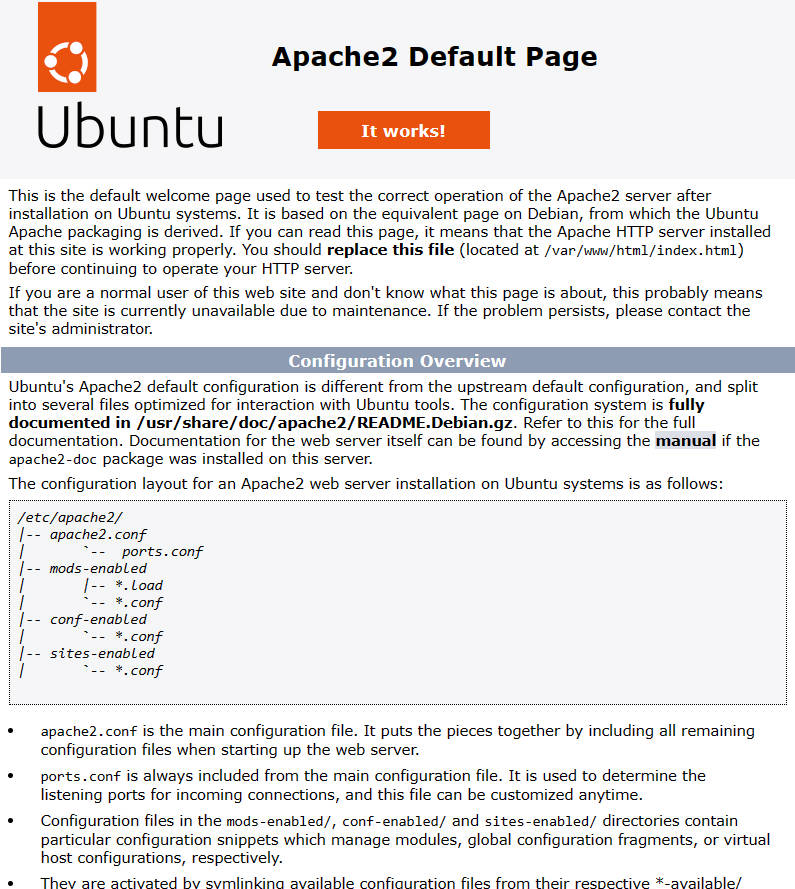 Apache2 Default Page
Ubuntu
It works!
This is the default welcome page used to test the correct operation of the Apache2 server after
installation on Ubuntu systems. It is based on the equivalent page on Debian, from which the Ubuntu
Apache packaging is derived. If you can read this page, it means that the Apache HTTP server installed
at this site is working properly. You should replace this file (located at /var/www/html/index.html)
before continuing to operate your HTTP server.
If you are a normal user of this web site and don't know what this page is about, this probably means
that the site is currently unavailable due to maintenance. If the problem persists, please contact the
site's administrator.
Configuration Overview
Ubuntu's Apache2 default configuration is different from the upstream default configuration, and split
into several files optimized for interaction with Ubuntu tools. The configuration system is fully
documented in /usr/share/doc/apache2/README.Debian.gz. Refer to this for the full
documentation. Documentation for the web server itself can be found by accessing the manual if the
apache2-doc package was installed on this server.
The configuration layout for an Apache2 web server installation on Ubuntu systems is as follows:
/etc/apache2/
|-- apache2.conf
|       `--  ports.conf
|-- mods-enabled
|       |-- *.load
|       `-- *.conf
|-- conf-enabled
|       `-- *.conf
|-- sites-enabled
|       `-- *.conf
• apache2.conf is the main configuration file. It puts the pieces together by including all remaining
configuration files when starting up the web server.
• ports.conf is always included from the main configuration file. It is used to determine the
listening ports for incoming connections, and this file can be customized anytime.
• Configuration files in the mods-enabled/, conf-enabled/ and sites-enabled/ directories contain
particular configuration snippets which manage modules, global configuration fragments, or virtual
host configurations, respectively.
• They are activated by symlinking available configuration files from their respective *-available/